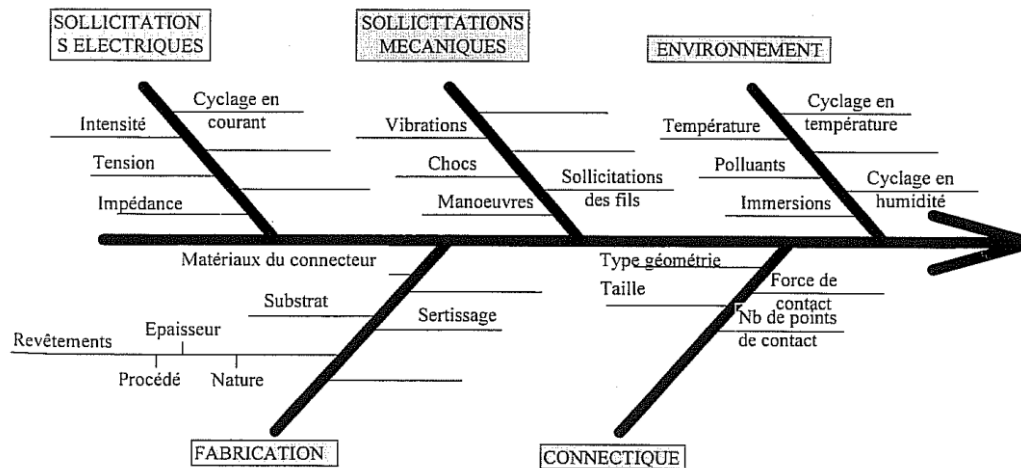 SOLLICITATION
S ELECTRIQUES
SOLLICTTATIONS
MECANIQUES
ENVIRONNEMENT
Cyclage en
courant
Intensité
Tension
Impédance
Vibrations
Chocs
Manoeuvres
Sollicitations
des fils
Cyclage en
température
Température
Polluants
Immersions
Cyclage en
humidité
Matériaux du connecteur
Substrat
Sertissage
Epaisseur
Revêtements
Procédé
Nature
Type géométrie
Taille
Force de
contact
Nb de points
de contact
FABRICATION
CONNECTIQUE